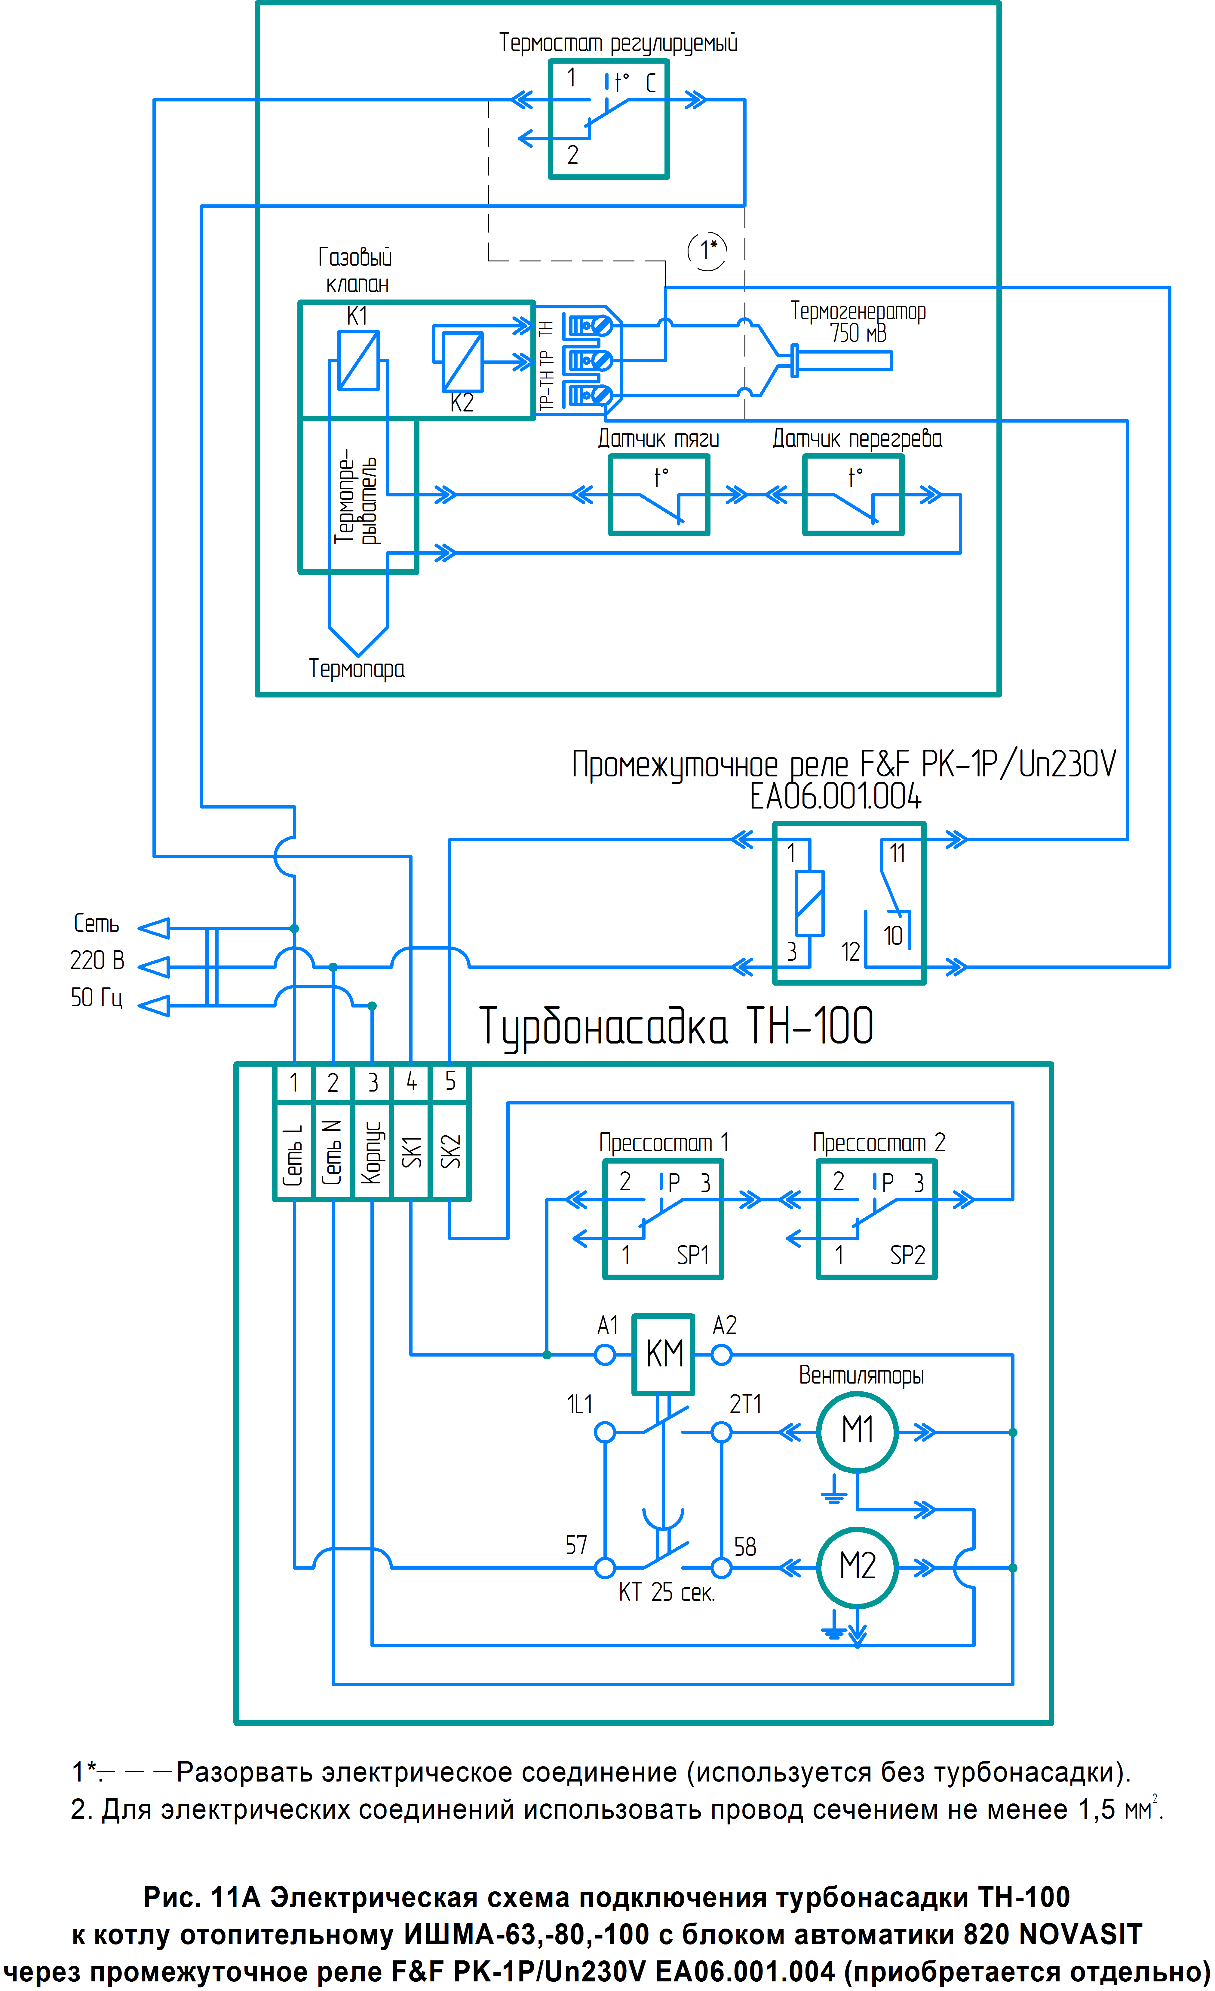 Термостат регулируемый
1
t° C
2
1*
Газовый
клапан
K1
K2
ТН
ТР
ТР-ТН
Термогенератор
750 мВ
Датчик тяги
t°
Датчик перегрева
t°
Термопре-
рыватель
Термопара
Промежуточное реле F&F PK-1P/Un230V
EA06.001.004
1
11
3
12
10
Сеть
220 В
50 Гц
Турбонасадка ТН-100
1
2
3
4
5
Сеть L
Сеть N
Корпус
SK1
SK2
Прессостат 1
2
P
3
1
SP1
Прессостат 2
2
P
3
1
SP2
A1
KM
A2
Вентиляторы
1L1
2T1
M1
57
58
M2
КТ 25 сек.
1*.— — —Разорвать электрическое соединение (используется без турбонасадки).
2. Для электрических соединений использовать провод сечением не менее 1,5 мм².
Рис. 11А Электрическая схема подключения турбонасадки ТН-100
к котлу отопительному ИШМА-63,-80,-100 с блоком автоматики 820 NOVASIT
через промежуточное реле F&F PK-1P/Un230V EA06.001.004 (приобретается отдельно)